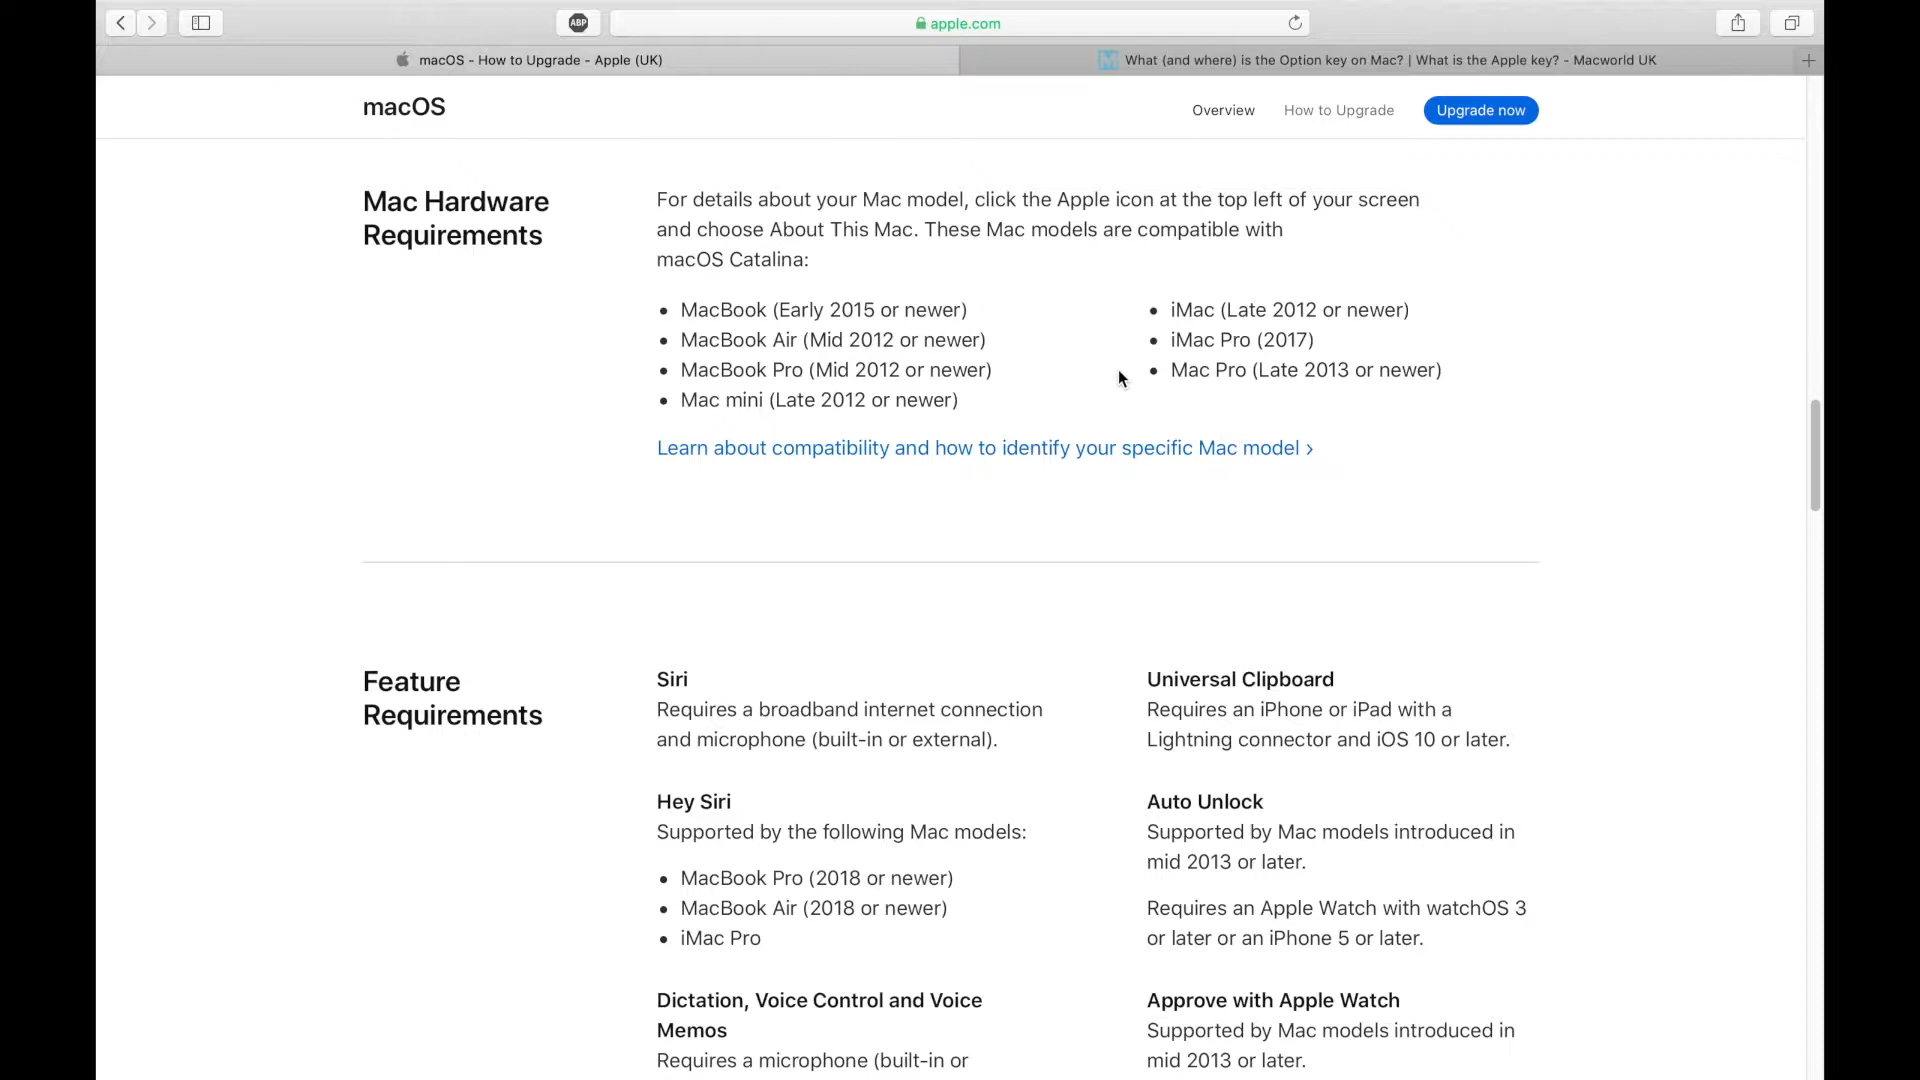 ABP
apple.com
macOS - How to Upgrade - Apple (UK)
What (and where) is the Option key on Mac? | What is the Apple key? - Macworld UK
macOS
Overview
How to Upgrade
Upgrade now
Mac Hardware
Requirements
For details about your Mac model, click the Apple icon at the top left of your screen
and choose About This Mac. These Mac models are compatible with
macOS Catalina:
• MacBook (Early 2015 or newer)
• MacBook Air (Mid 2012 or newer)
• MacBook Pro (Mid 2012 or newer)
• Mac mini (Late 2012 or newer)
• iMac (Late 2012 or newer)
• iMac Pro (2017)
• Mac Pro (Late 2013 or newer)
Learn about compatibility and how to identify your specific Mac model ›
Feature
Requirements
Siri
Requires a broadband internet connection
and microphone (built-in or external).
Hey Siri
Supported by the following Mac models:
• MacBook Pro (2018 or newer)
• MacBook Air (2018 or newer)
• iMac Pro
Dictation, Voice Control and Voice
Memos
Requires a microphone (built-in or
Universal Clipboard
Requires an iPhone or iPad with a
Lightning connector and iOS 10 or later.
Auto Unlock
Supported by Mac models introduced in
mid 2013 or later.
Requires an Apple Watch with watchOS 3
or later or an iPhone 5 or later.
Approve with Apple Watch
Supported by Mac models introduced in
mid 2013 or later.